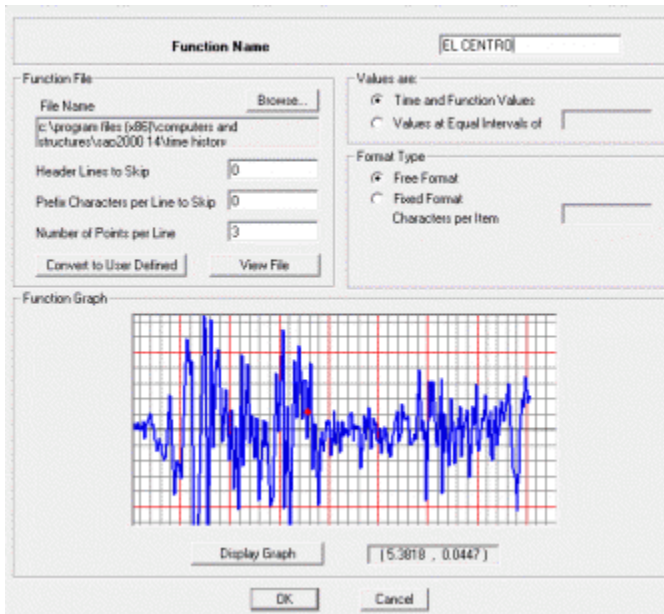 Function Name
EL CENTRO
Function File
File Name
Browse...
c:\program files (x86)\computers and
structures\sap2000 14\time history
Header Lines to Skip
0
Prefix Characters per Line to Skip
0
Number of Points per Line
3
Convert to User Defined
View File
Values are:
Time and Function Values
Values at Equal Intervals of
Format Type
Free Format
Fixed Format
Characters per Item
Function Graph
Display Graph
(5.3818 , 0.0447)
OK
Cancel